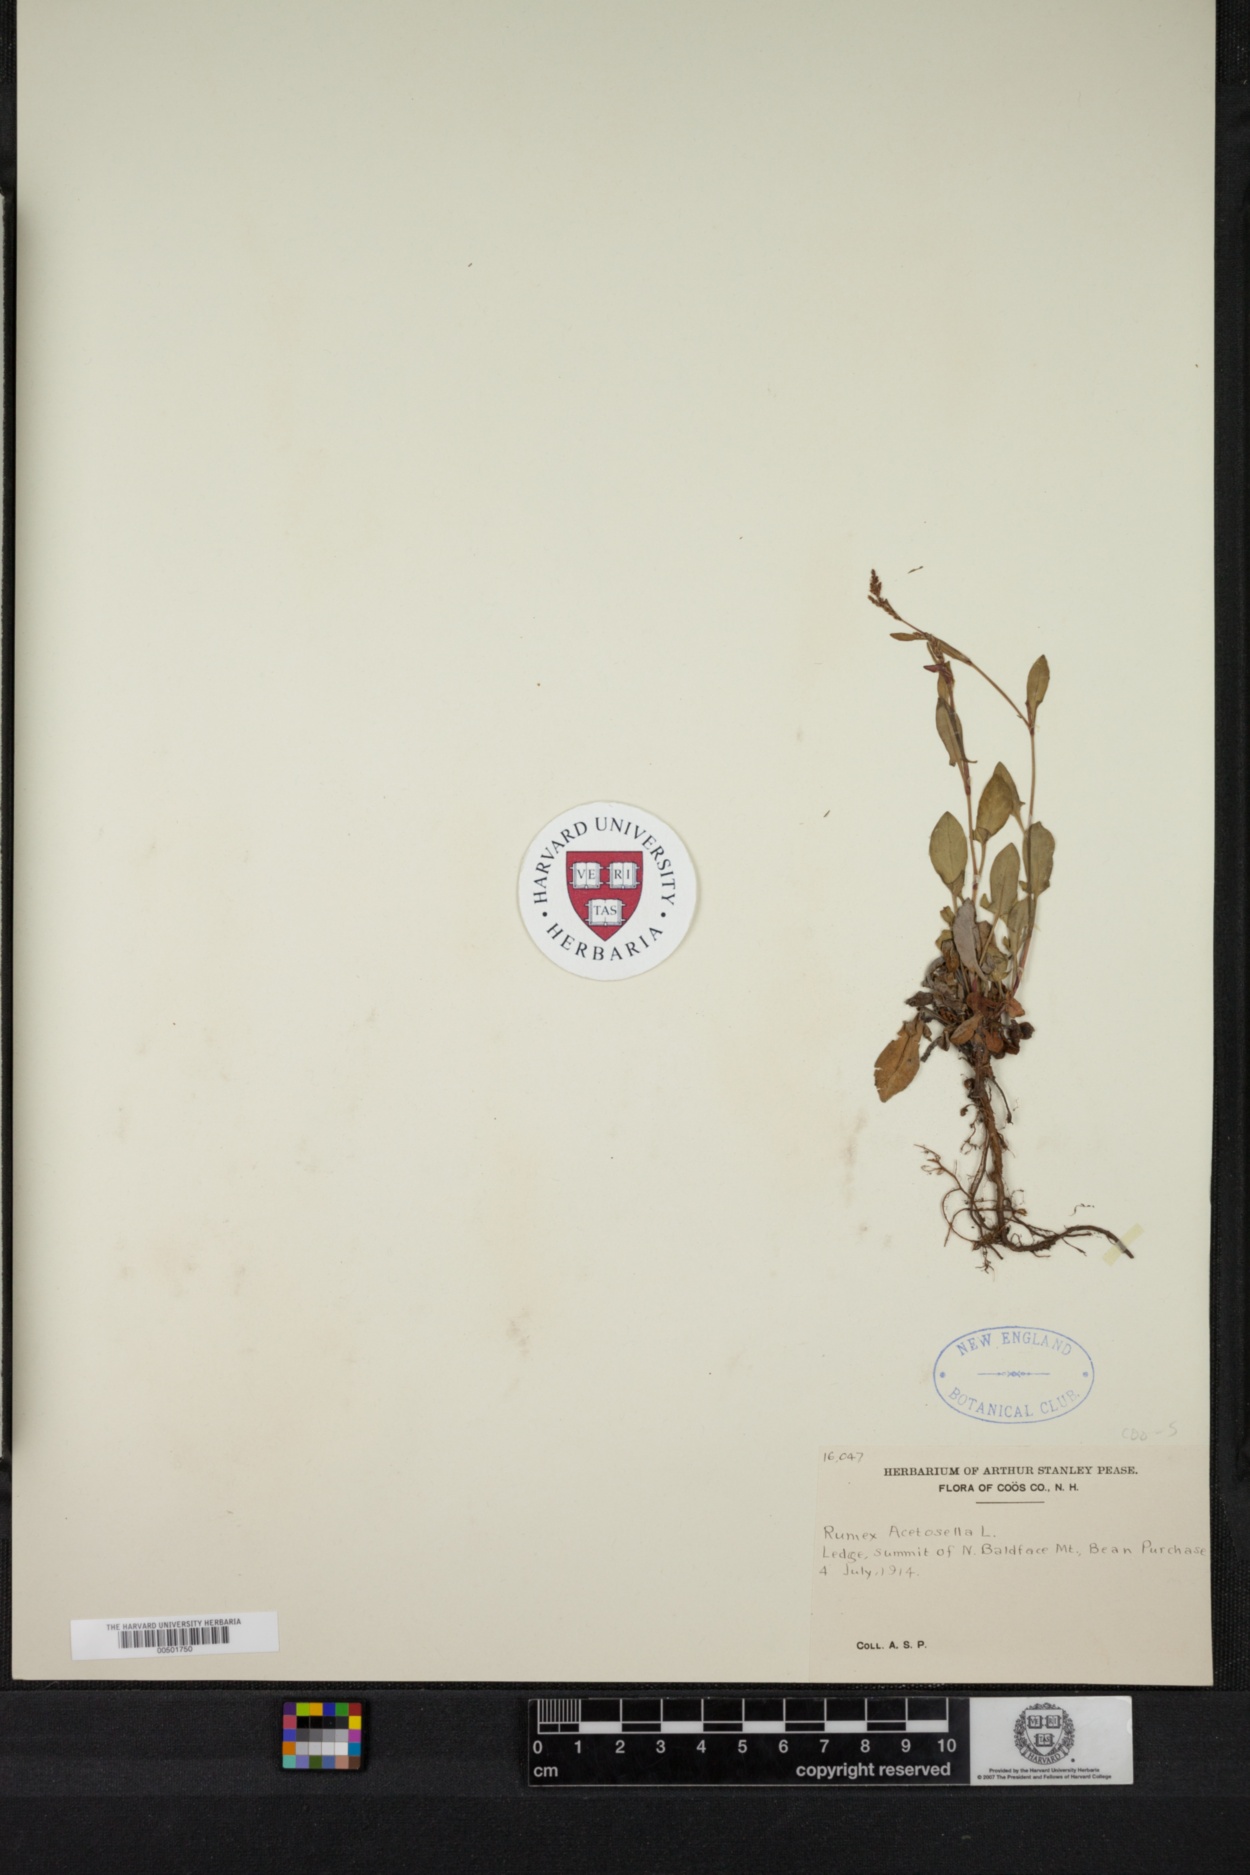 HARVARD UNIVERSITY
VE RI
TAS
HERBARIA
NEW ENGLAND
BOTANICAL CLUB
16,047
HERBARIUM OF ARTHUR STANLEY PEASE.
FLORA OF COÖS CO., N. H.
Rumex Acetosella L.
Ledge, summit of N. Baldface Mt., Bean Purchase
4 July, 1914.
COLL. A. S. P.
THE HARVARD UNIVERSITY HERBARIA
00501750
0 1 2 3 4 5 6 7 8 9 10
cm
copyright reserved
HARVARD
Provided by the Harvard University Herbaria
© 2007 The President and Fellows of Harvard College